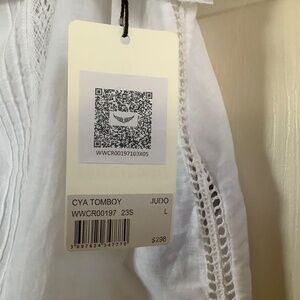 WWCR00197103X05
CYA TOMBOY JUDO
WWCR00197 23S L
$298